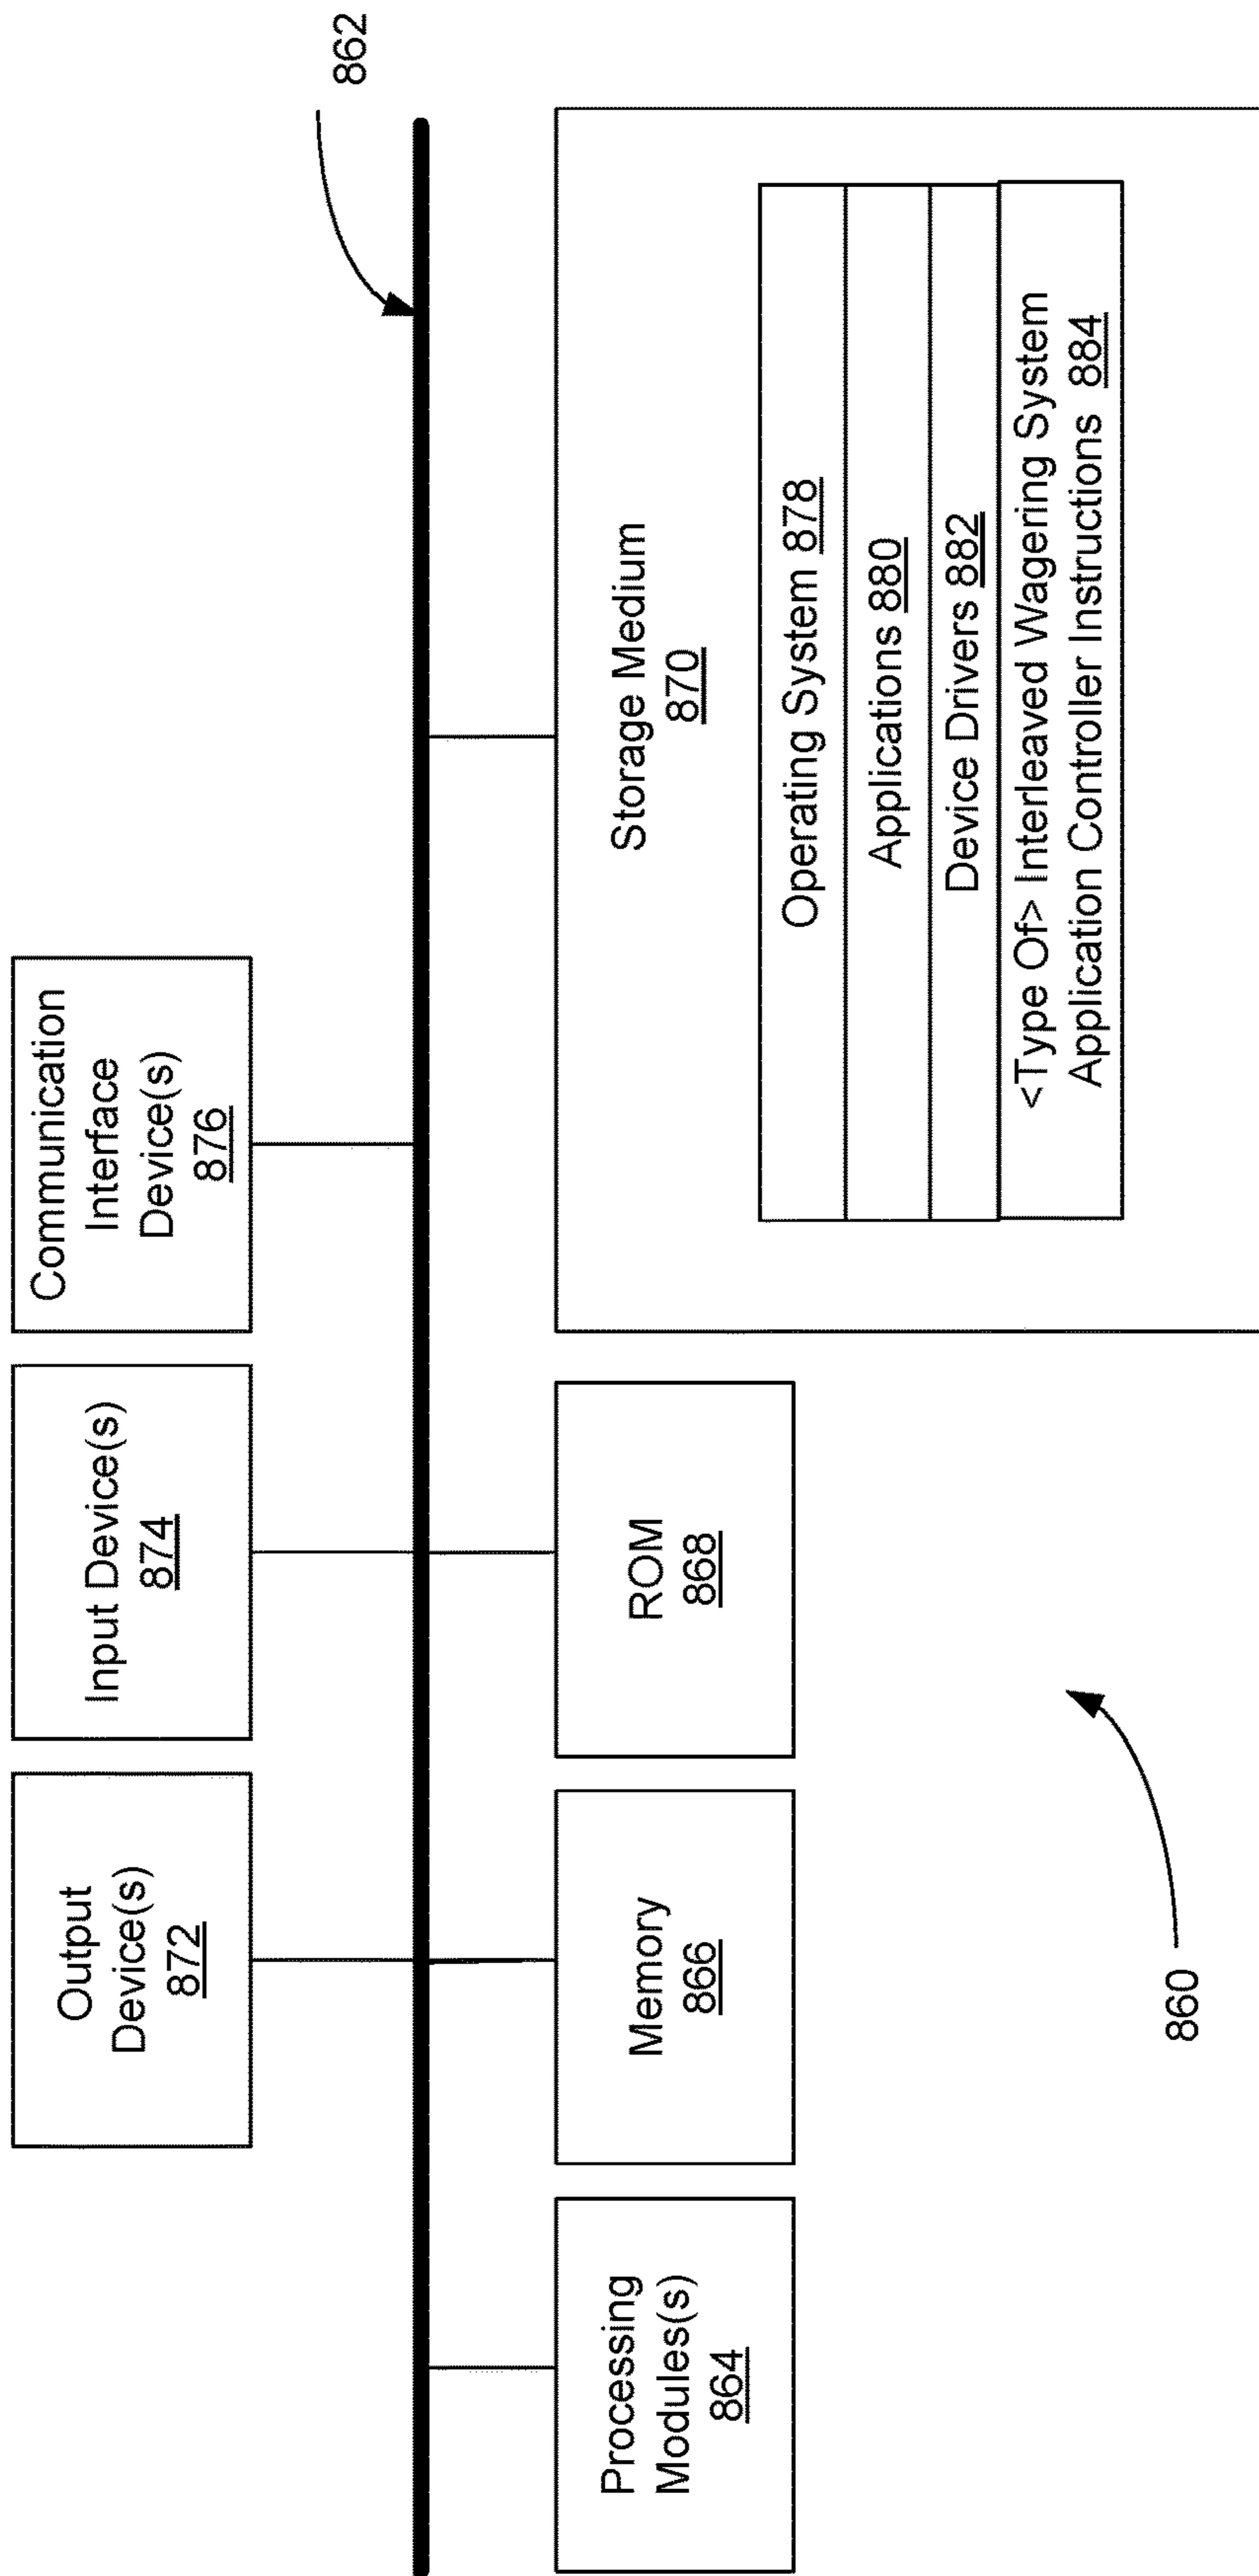 862
Output
Device(s)
872
Input Device(s)
874
Communication
Interface
Device(s)
876
Processing
Modules(s)
864
Memory
866
ROM
868
Storage Medium
870
Operating System 878
Applications 880
Device Drivers 882
<Type Of> Interleaved Wagering System
Application Controller Instructions 884
860